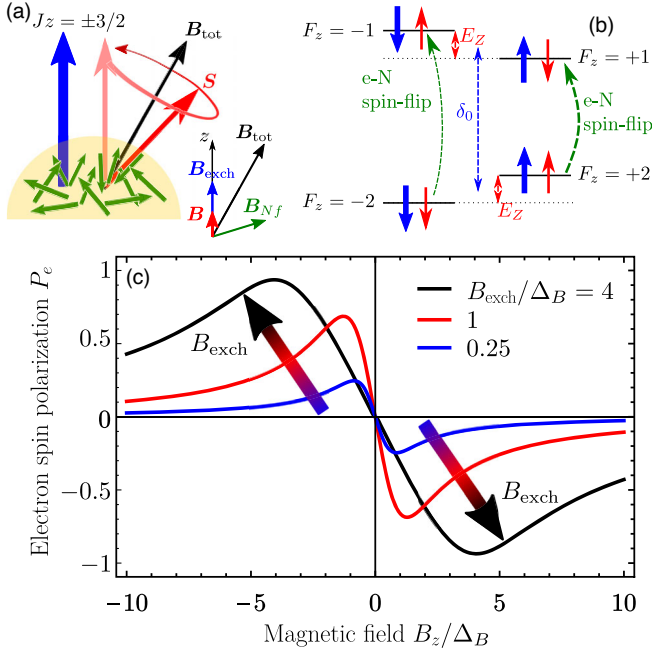 (a)
Jz = ±3/2
B_tot
S
z
B_tot
B_exch
B
B_Nf
(b)
F_z = −1
E_Z
F_z = +1
e-N
spin-flip
δ_0
e-N
spin-flip
F_z = +2
F_z = −2
E_Z
(c)
Electron spin polarization P_e
1
0.5
0
−0.5
−1
B_exch/Δ_B = 4
1
0.25
B_exch
B_exch
−10
−5
0
5
10
Magnetic field B_z/Δ_B